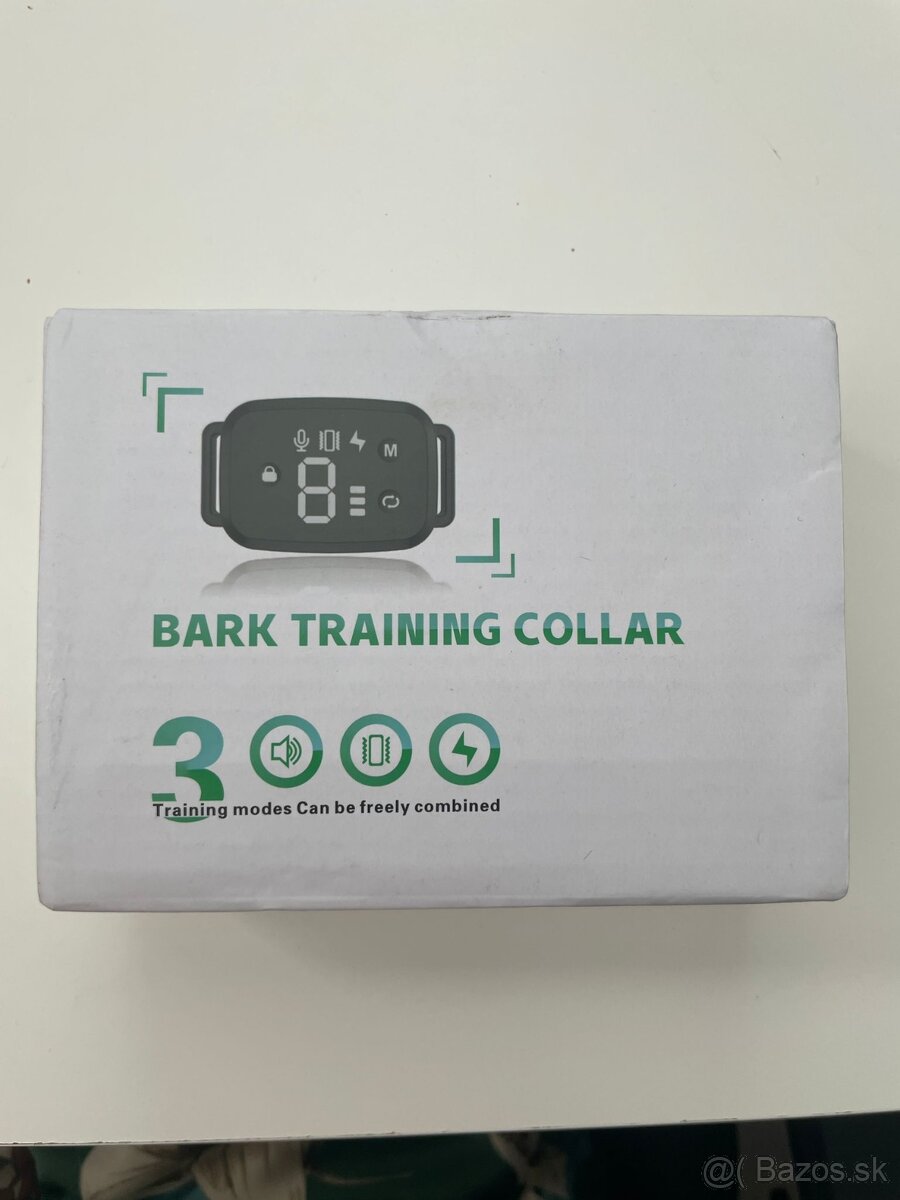 M
8
BARK TRAINING COLLAR
3
Training modes Can be freely combined
@( Bazos.sk